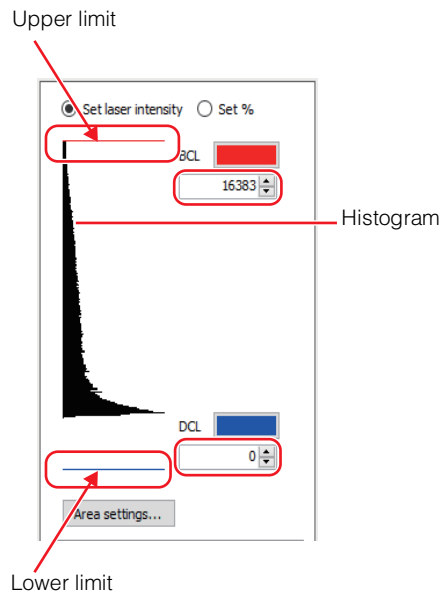 Upper limit
Set laser intensity Set %
BCL
16383
Histogram
DCL
0
Area settings...
Lower limit